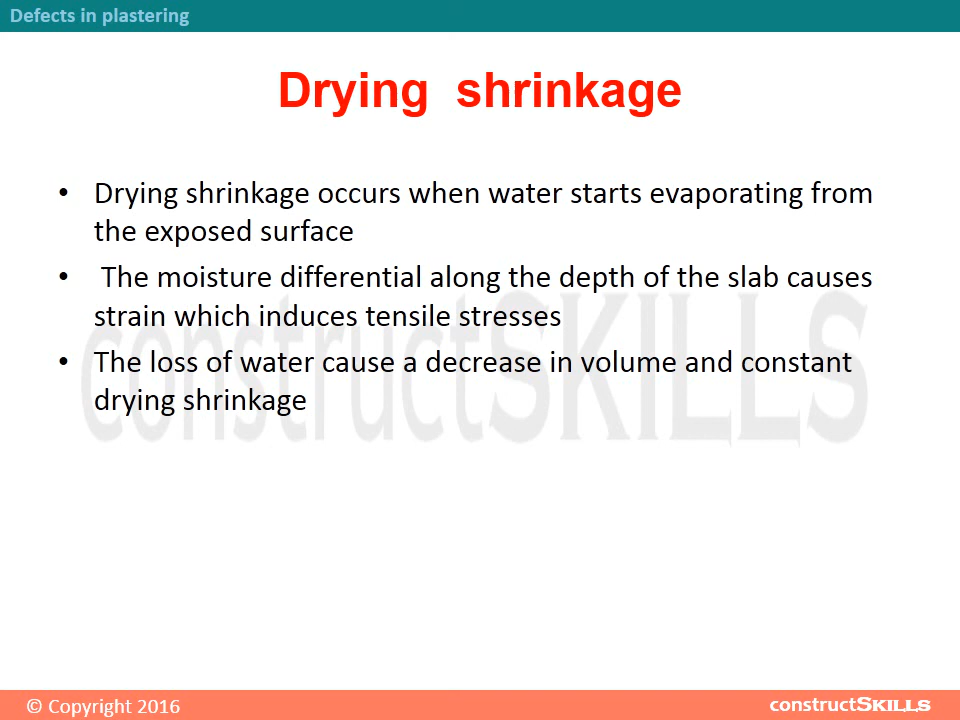 Defects in plastering
Drying shrinkage
• Drying shrinkage occurs when water starts evaporating from
the exposed surface
• The moisture differential along the depth of the slab causes
strain which induces tensile stresses
• The loss of water cause a decrease in volume and constant
drying shrinkage
constructSKILLS
© Copyright 2016
constructSKILLS